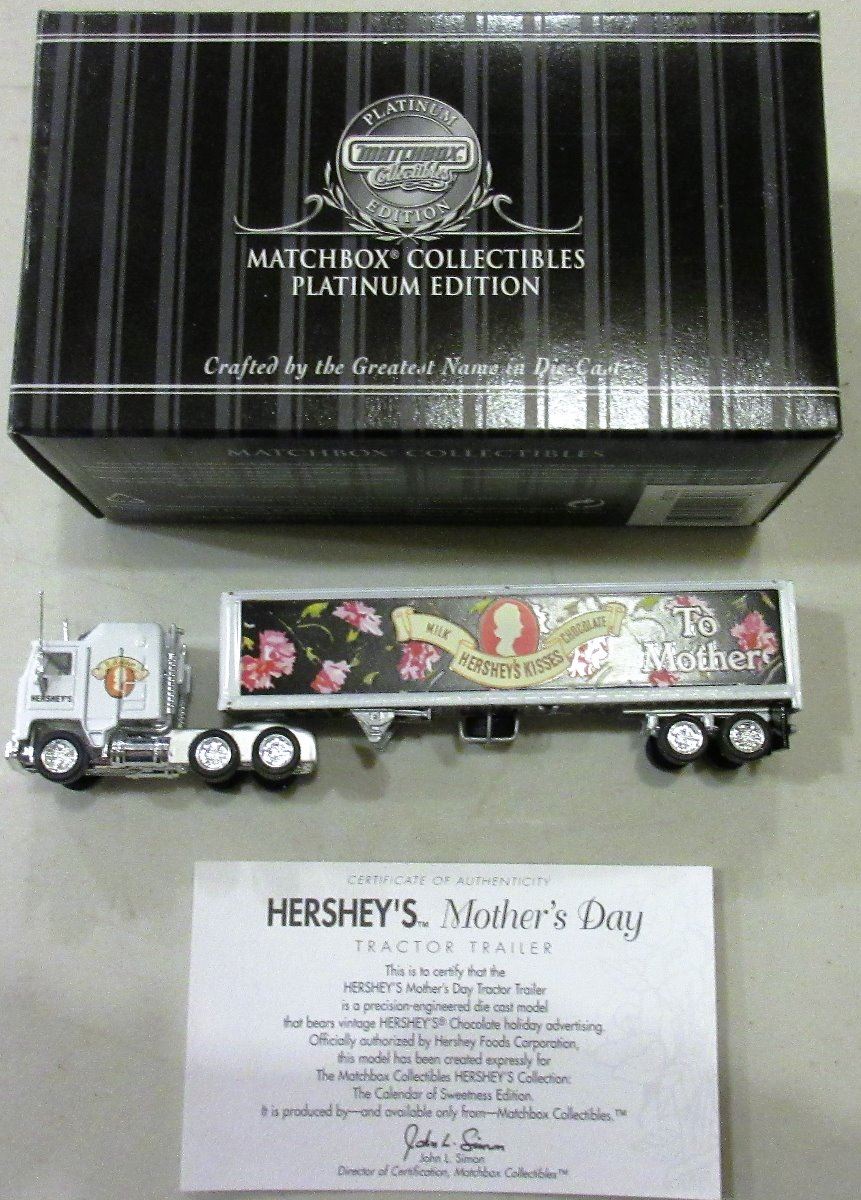 PLATINUM
MATCHBOX
Collectibles
EDITION
MATCHBOX® COLLECTIBLES
PLATINUM EDITION
Crafted by the Greatest Name in Die-Cast
MATCHBOX® COLLECTIBLES
HERSHEY'S
MILK
HERSHEY'S KISSES
CHOCOLATE
To
Mother
CERTIFICATE OF AUTHENTICITY
HERSHEY'S™ Mother's Day
TRACTOR TRAILER
This is to certify that the
HERSHEY'S Mother's Day Tractor Trailer
is a precision-engineered die cast model
that bears vintage HERSHEY'S® Chocolate holiday advertising.
Officially authorized by Hershey Foods Corporation,
this model has been created expressly for
The Matchbox Collectibles HERSHEY'S Collection:
The Calendar of Sweetness Edition.
It is produced by—and available only from—Matchbox Collectibles.™
John L. Simon
John L. Simon
Director of Certification, Matchbox Collectibles™